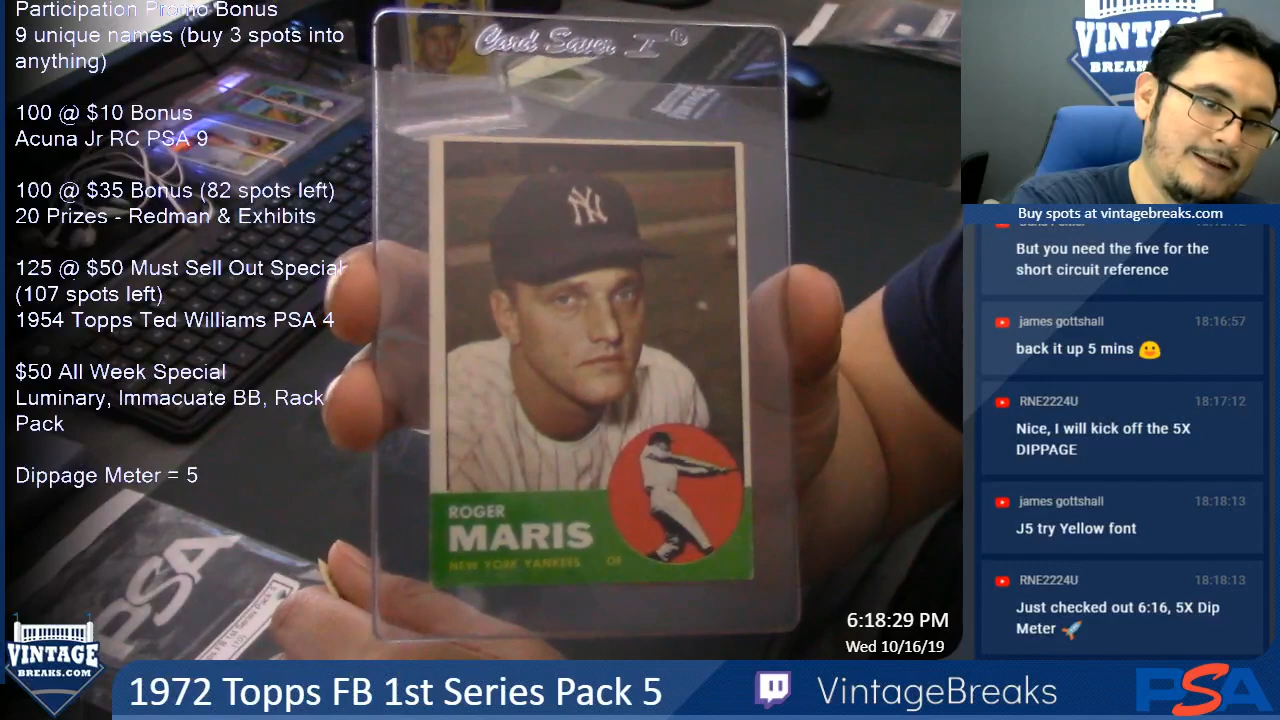 Participation Promo Bonus
9 unique names (buy 3 spots into
anything)
100 @ $10 Bonus
Acuna Jr RC PSA 9
100 @ $35 Bonus (82 spots left)
20 Prizes - Redman & Exhibits
125 @ $50 Must Sell Out Special
(107 spots left)
1954 Topps Ted Williams PSA 4
$50 All Week Special
Luminary, Immacuate BB, Rack
Pack
Dippage Meter = 5
Card Saver I®
NY
ROGER
MARIS
NEW YORK YANKEES OF
PSA
VINTAGE
BREAKS
Buy spots at vintagebreaks.com
But you need the five for the
short circuit reference
james gottshall 18:16:57
back it up 5 mins 😛
RNE2224U 18:17:12
Nice, I will kick off the 5X
DIPPAGE
james gottshall 18:18:13
J5 try Yellow font
RNE2224U 18:18:13
Just checked out 6:16, 5X Dip
Meter 🚀
6:18:29 PM
Wed 10/16/19
VINTAGE
BREAKS.COM
1972 Topps FB 1st Series Pack 5
VintageBreaks
PSA